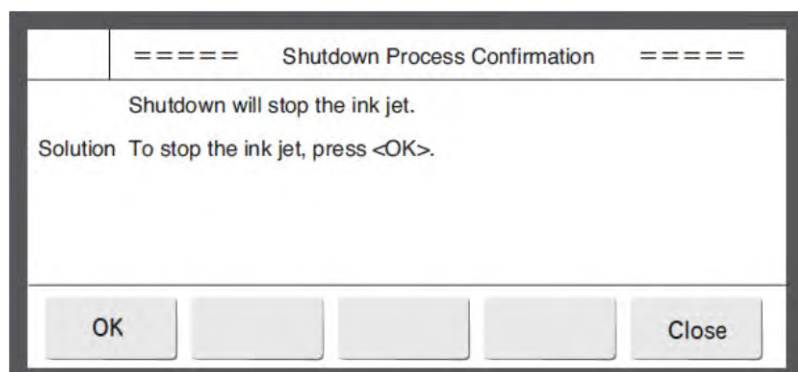 ===== Shutdown Process Confirmation =====
Shutdown will stop the ink jet.
Solution To stop the ink jet, press <OK>.
OK Close